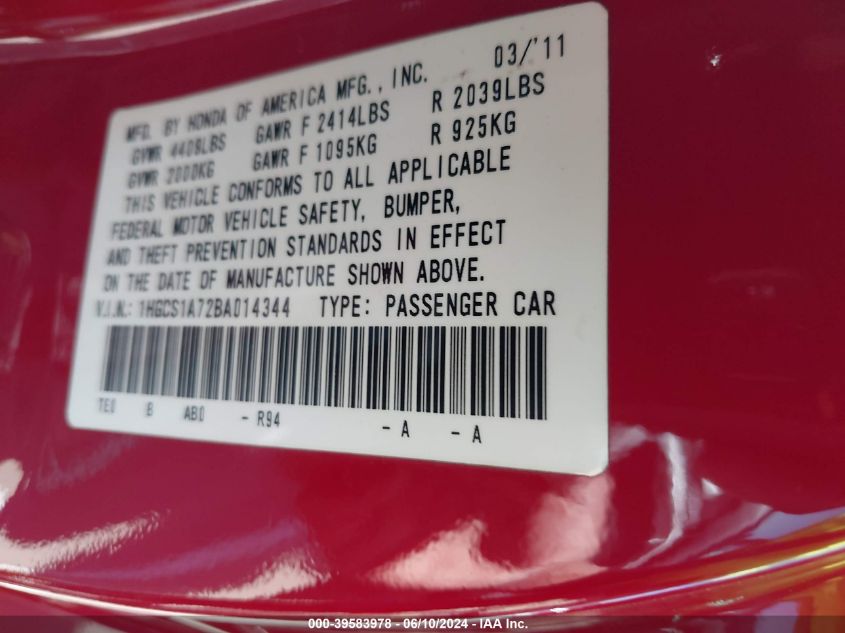 03/'11
MFD. BY HONDA OF AMERICA MFG., INC.
GVWR 4409LBS GAWR F 2414LBS R 2039LBS
GVWR 2000KG GAWR F 1095KG R 925KG
THIS VEHICLE CONFORMS TO ALL APPLICABLE
FEDERAL MOTOR VEHICLE SAFETY, BUMPER,
AND THEFT PREVENTION STANDARDS IN EFFECT
ON THE DATE OF MANUFACTURE SHOWN ABOVE.
V.I.N.: 1HGCS1A72BA014344 TYPE: PASSENGER CAR
TE0 B AB0 - R94 - A - A
000-39583978 - 06/10/2024 - IAA Inc.